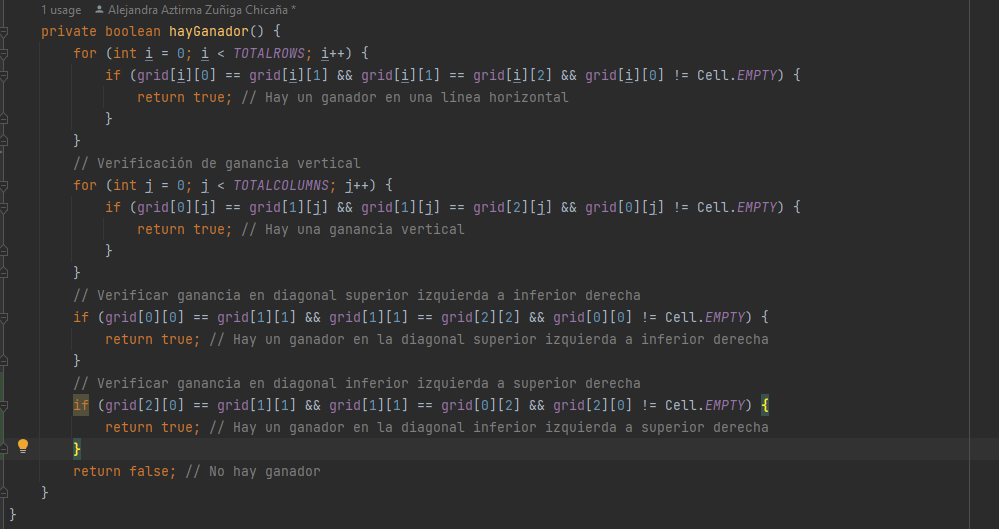 1 usage Alejandra Aztirma Zuñiga Chicaña *
private boolean hayGanador() {
for (int i = 0; i < TOTALROWS; i++) {
if (grid[i][0] == grid[i][1] && grid[i][1] == grid[i][2] && grid[i][0] != Cell.EMPTY) {
return true; // Hay un ganador en una línea horizontal
}
}
// Verificación de ganancia vertical
for (int j = 0; j < TOTALCOLUMNS; j++) {
if (grid[0][j] == grid[1][j] && grid[1][j] == grid[2][j] && grid[0][j] != Cell.EMPTY) {
return true; // Hay una ganancia vertical
}
}
// Verificar ganancia en diagonal superior izquierda a inferior derecha
if (grid[0][0] == grid[1][1] && grid[1][1] == grid[2][2] && grid[0][0] != Cell.EMPTY) {
return true; // Hay un ganador en la diagonal superior izquierda a inferior derecha
}
// Verificar ganancia en diagonal inferior izquierda a superior derecha
if (grid[2][0] == grid[1][1] && grid[1][1] == grid[0][2] && grid[2][0] != Cell.EMPTY) {
return true; // Hay un ganador en la diagonal inferior izquierda a superior derecha
}
return false; // No hay ganador
}
}